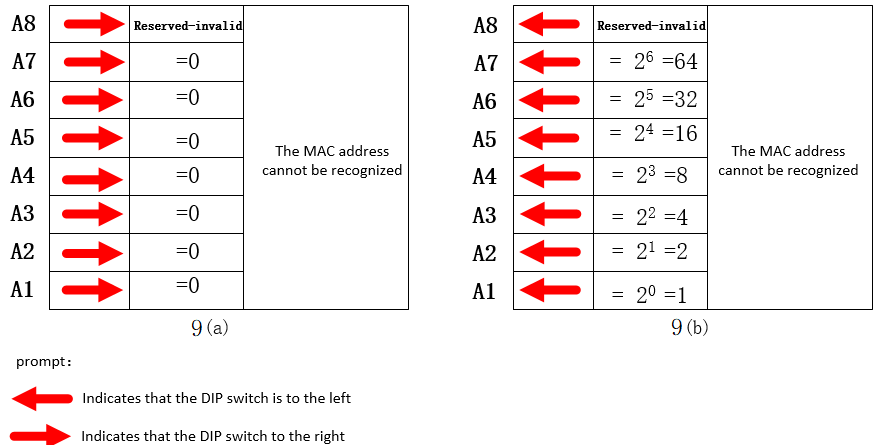 A8 Reserved-invalid
A7 =0
A6 =0
A5 =0
A4 =0
A3 =0
A2 =0
A1 =0
The MAC address
cannot be recognized
9(a)
A8 Reserved-invalid
A7 = 2⁶ =64
A6 = 2⁵ =32
A5 = 2⁴ =16
A4 = 2³ =8
A3 = 2² =4
A2 = 2¹ =2
A1 = 2⁰ =1
The MAC address
cannot be recognized
9(b)
prompt：
Indicates that the DIP switch is to the left
Indicates that the DIP switch to the right